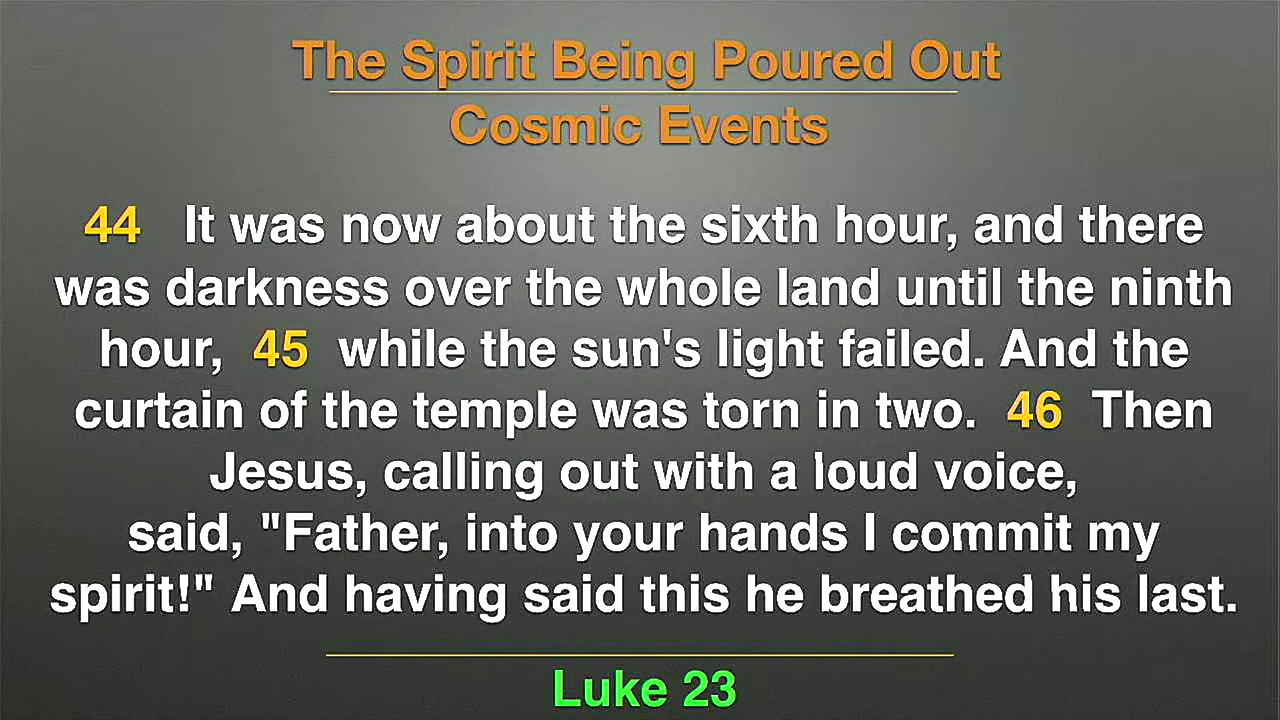 The Spirit Being Poured Out
Cosmic Events
44 It was now about the sixth hour, and there
was darkness over the whole land until the ninth
hour, 45 while the sun's light failed. And the
curtain of the temple was torn in two. 46 Then
Jesus, calling out with a loud voice,
said, "Father, into your hands I commit my
spirit!" And having said this he breathed his last.
Luke 23